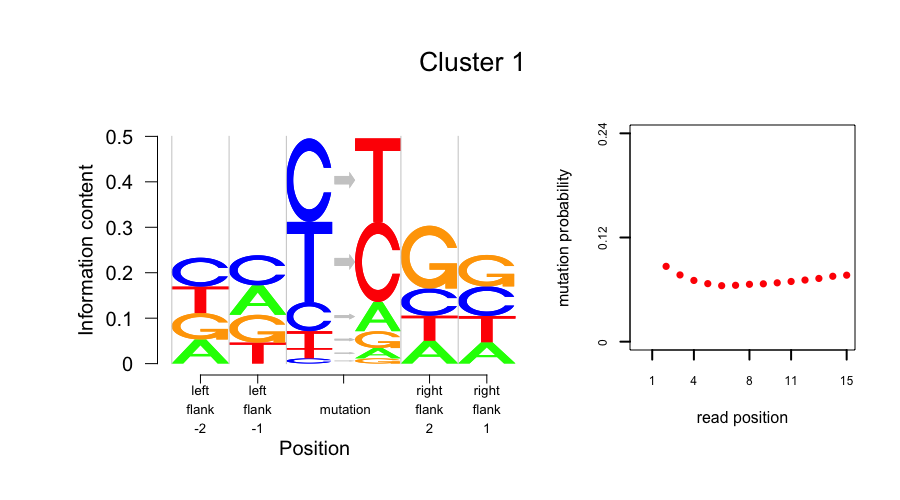 Cluster 1
Information content
0.5
0.4
0.3
0.2
0.1
0
C
T
G
A
C
A
G
T
C
T
C
T
T
C
T
C
A
G
A
G
G
C
T
A
G
C
T
A
left
flank
-2
left
flank
-1
mutation
right
flank
2
right
flank
1
Position
mutation probability
0.24
0.12
0
1
4
8
11
15
read position